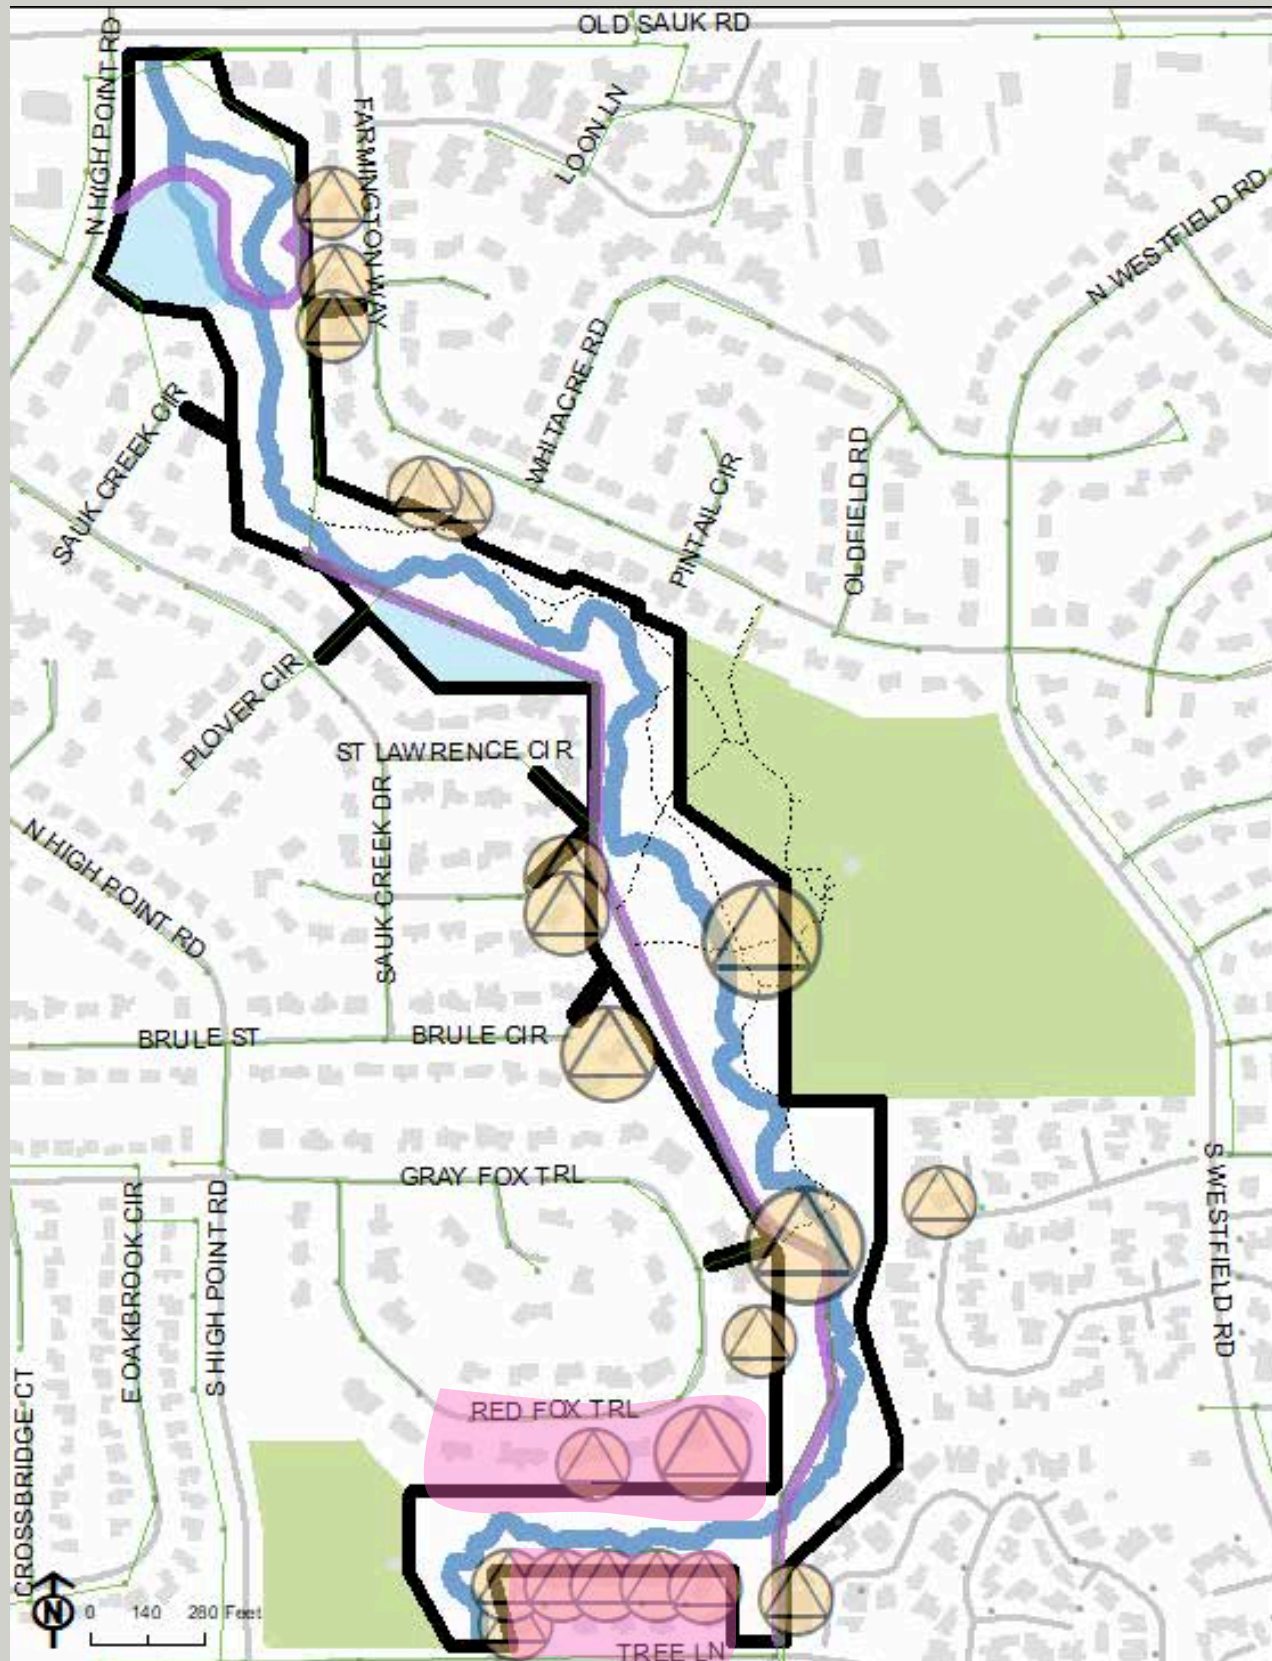 OLD SAUK RD
N HIGH POINT RD
FARMINGTON WAY
LOON LN
N WESTFIELD RD
WHITACRE RD
SAUK CREEK CIR
PINTAIL CIR
OLDFIELD RD
PLOVER CIR
ST LAWRENCE CIR
SAUK CREEK DR
N HIGH POINT RD
BRULE ST
BRULE CIR
GRAY FOX TRL
E OAKBROOK CIR
S HIGH POINT RD
S WESTFIELD RD
CROSSBRIDGE CT
RED FOX TRL
N
0 140 280 Feet
TREE LN